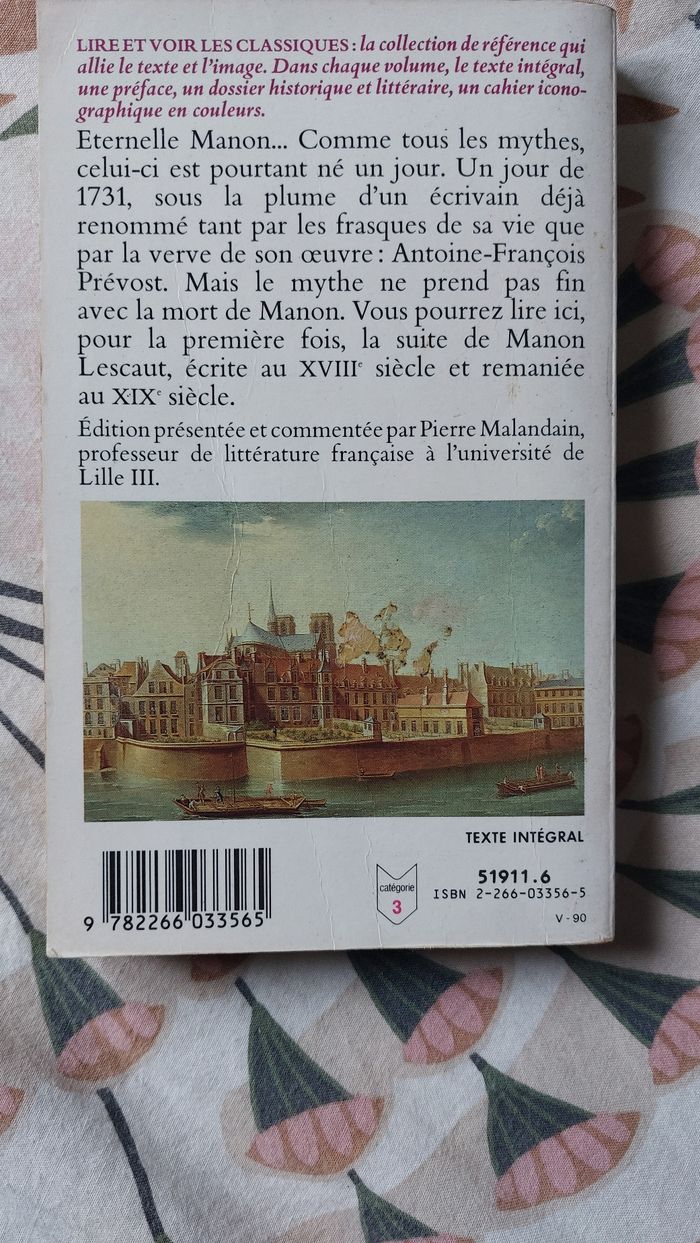 LIRE ET VOIR LES CLASSIQUES : la collection de référence qui
allie le texte et l'image. Dans chaque volume, le texte intégral,
une préface, un dossier historique et littéraire, un cahier icono-
graphique en couleurs.
Eternelle Manon... Comme tous les mythes,
celui-ci est pourtant né un jour. Un jour de
1731, sous la plume d'un écrivain déjà
renommé tant par les frasques de sa vie que
par la verve de son œuvre : Antoine-François
Prévost. Mais le mythe ne prend pas fin
avec la mort de Manon. Vous pourrez lire ici,
pour la première fois, la suite de Manon
Lescaut, écrite au XVIIIe siècle et remaniée
au XIXe siècle.
Édition présentée et commentée par Pierre Malandain,
professeur de littérature française à l'université de
Lille III.
TEXTE INTÉGRAL
catégorie
3
51911.6
ISBN 2-266-03356-5
V - 90
9 782266 033565